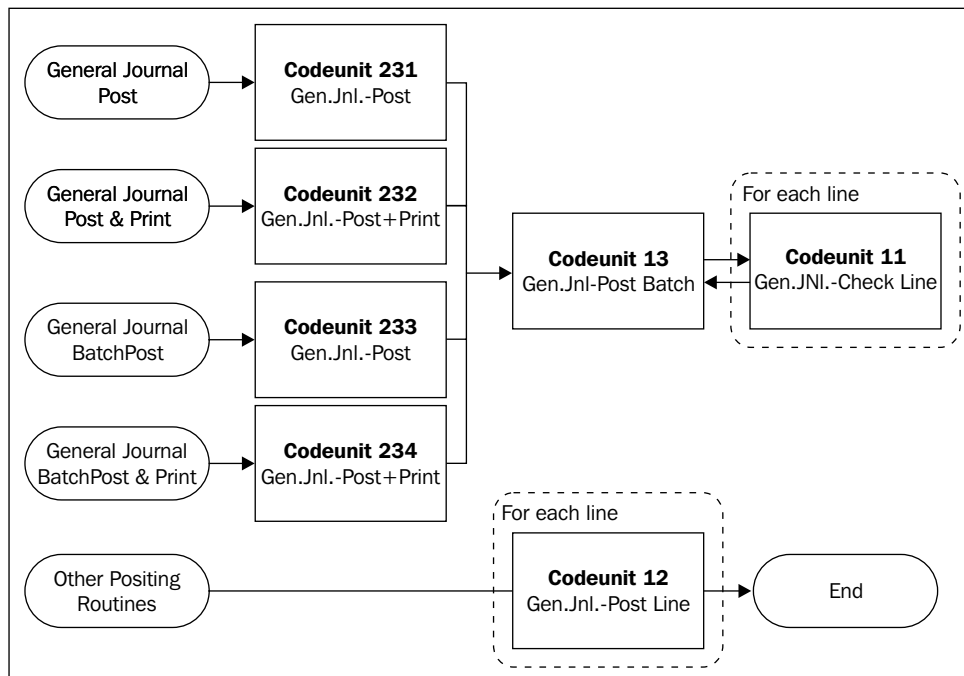 General Journal
Post
Codeunit 231
Gen.Jnl.-Post
General Journal
Post & Print
Codeunit 232
Gen.Jnl.-Post+Print
General Journal
BatchPost
Codeunit 233
Gen.Jnl.-Post
General Journal
BatchPost & Print
Codeunit 234
Gen.Jnl.-Post+Print
Codeunit 13
Gen.Jnl-Post Batch
For each line
Codeunit 11
Gen.JNl.-Check Line
Other Positing
Routines
For each line
Codeunit 12
Gen.Jnl.-Post Line
End